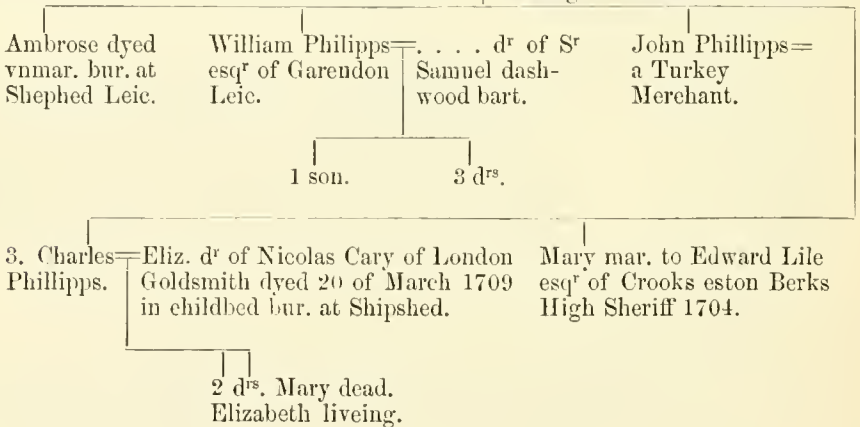 Ambrose dyed
vnmar. bur. at
Shephed Leic.
William Philipps
esqʳ of Garendon
Leic.
. . . . dʳ of Sʳ
Samuel dash-
wood bart.
John Phillipps=
a Turkey
Merchant.
1 son.
3 dʳˢ.
3. Charles
Phillipps.
Eliz. dʳ of Nicolas Cary of London
Goldsmith dyed 20 of March 1709
in childbed bur. at Shipshed.
Mary mar. to Edward Lile
esqʳ of Crooks eston Berks
High Sheriff 1704.
2 dʳˢ. Mary dead.
Elizabeth liveing.